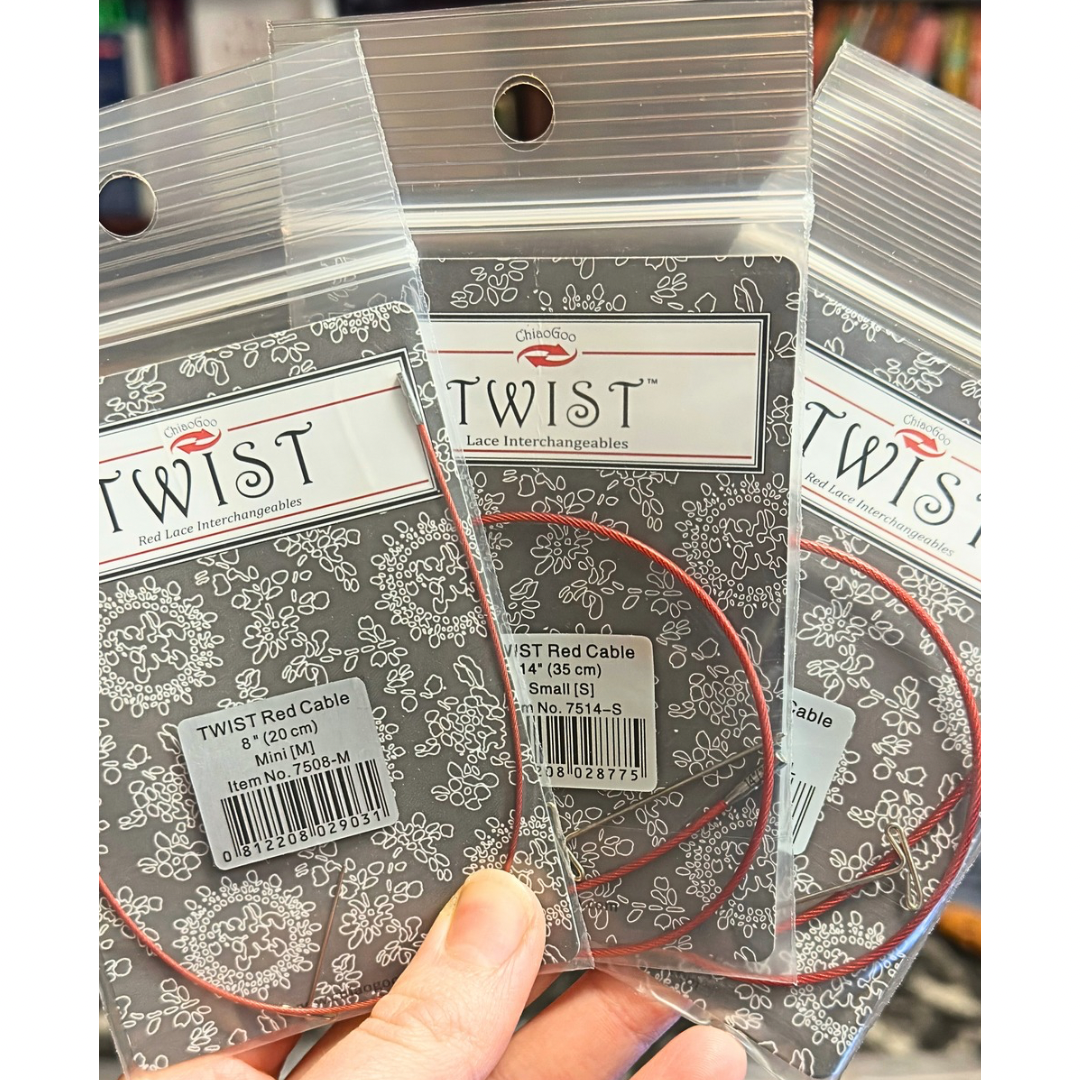 ChiaoGoo
TWIST
Red Lace Interchangeables
TWIST Red Cable
8" (20 cm)
Mini [M]
Item No. 7508-M
0 812208 029031
ChiaoGoo
TWIST™
Lace Interchangeables
WIST Red Cable
14" (35 cm)
Small [S]
m No. 7514-S
208 028775
ChiaoGoo
TWIST
Red Lace Interchangeables
Cable